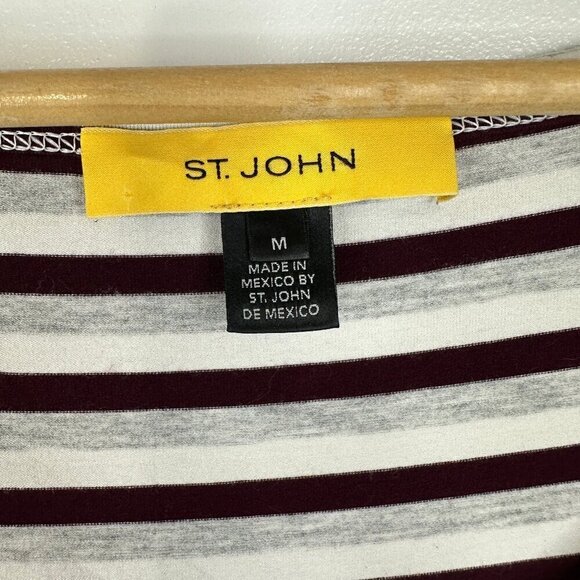 ST. JOHN
M
MADE IN
MEXICO BY
ST. JOHN
DE MEXICO